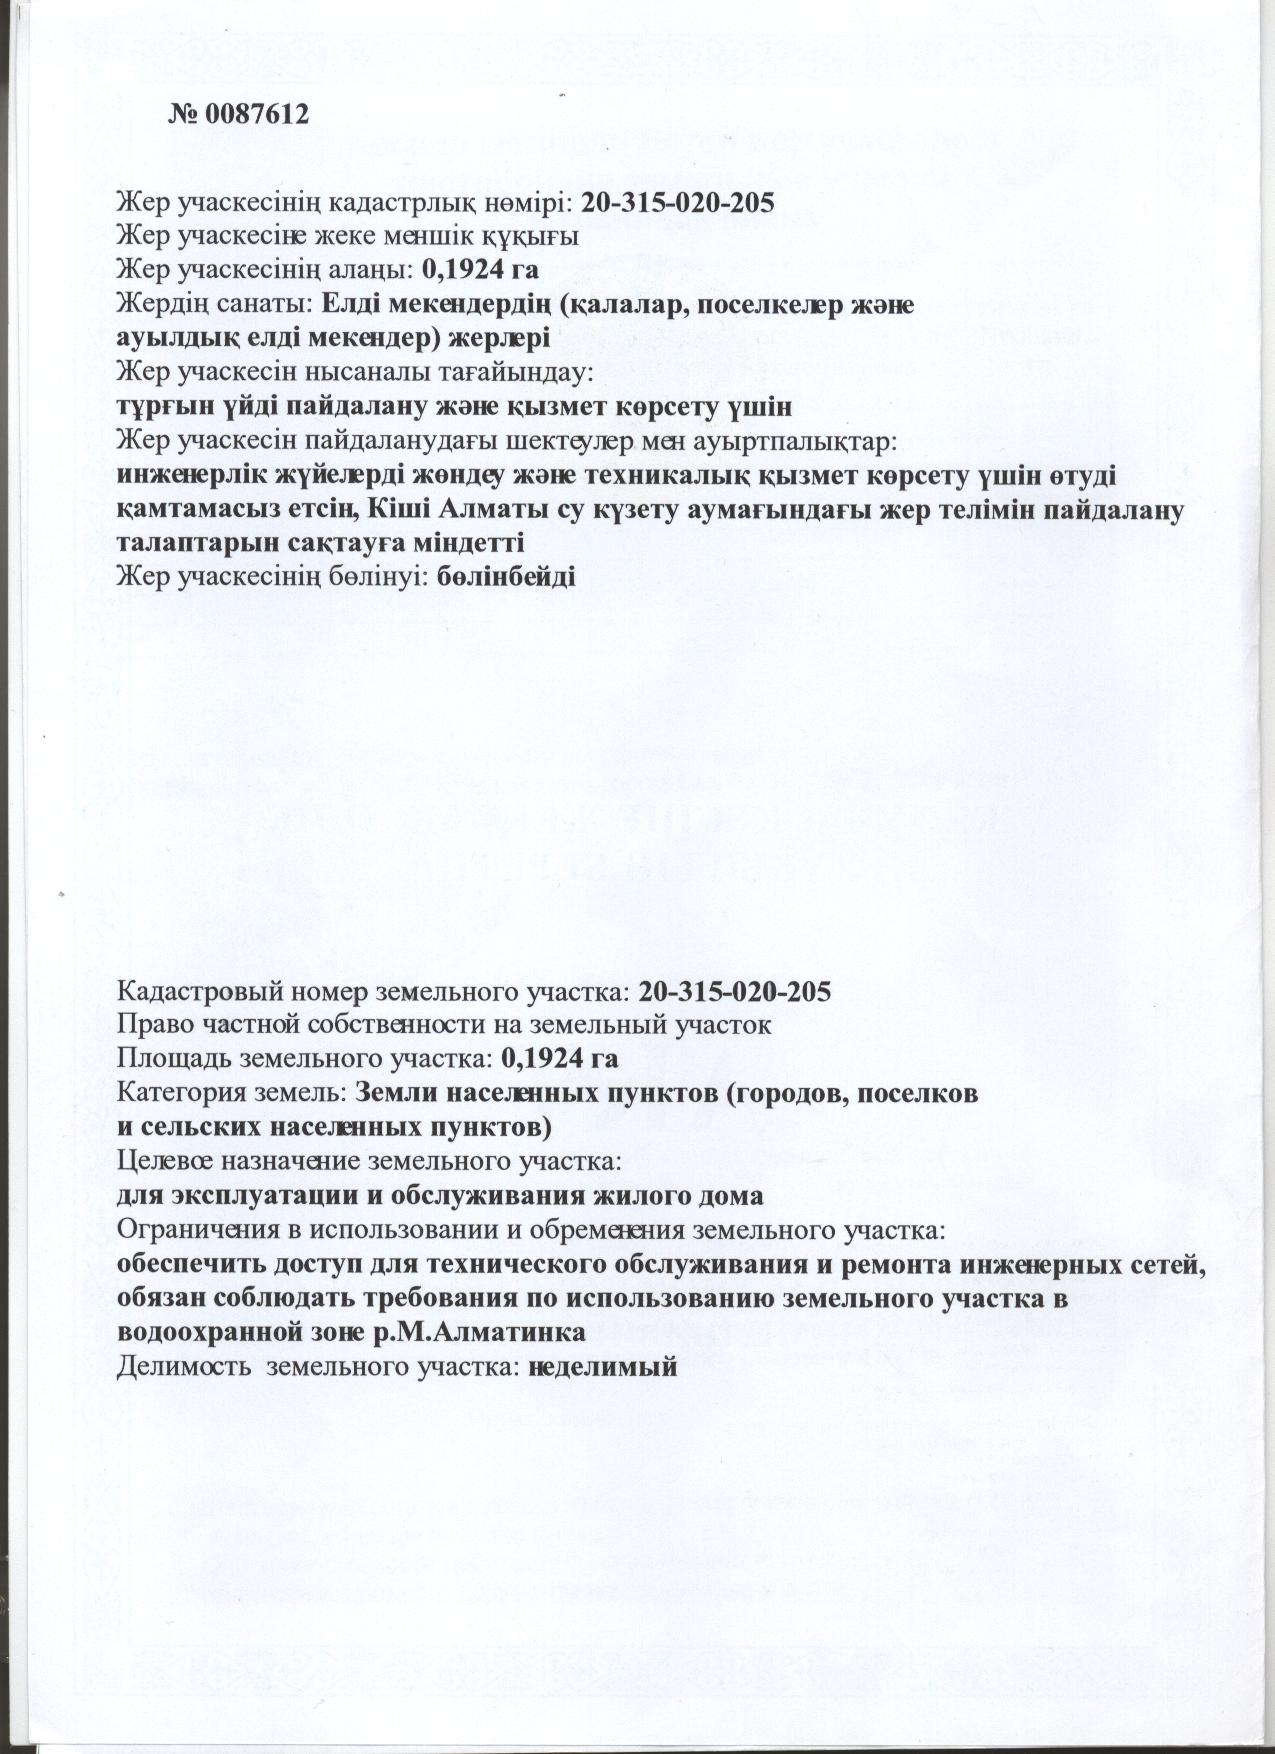 № 0087612
Жер учаскесінің кадастрлық нөмірі: 20-315-020-205
Жер учаскесіне жеке меншік құқығы
Жер учаскесінің алаңы: 0,1924 га
Жердің санаты: Елді мекендердің (қалалар, поселкелер және
ауылдық елді мекендер) жерлері
Жер учаскесін нысаналы тағайындау:
тұрғын үйді пайдалану және қызмет көрсету үшін
Жер учаскесін пайдаланудағы шектеулер мен ауыртпалықтар:
инженерлік жүйелерді жөндеу және техникалық қызмет көрсету үшін өтуді
қамтамасыз етсін, Кіші Алматы су күзету аумағындағы жер телімін пайдалану
талаптарын сақтауға міндетті
Жер учаскесінің бөлінуі: бөлінбейді
Кадастровый номер земельного участка: 20-315-020-205
Право частной собственности на земельный участок
Площадь земельного участка: 0,1924 га
Категория земель: Земли населенных пунктов (городов, поселков
и сельских населенных пунктов)
Целевое назначение земельного участка:
для эксплуатации и обслуживания жилого дома
Ограничения в использовании и обременения земельного участка:
обеспечить доступ для технического обслуживания и ремонта инженерных сетей,
обязан соблюдать требования по использованию земельного участка в
водоохранной зоне р.М.Алматинка
Делимость земельного участка: неделимый